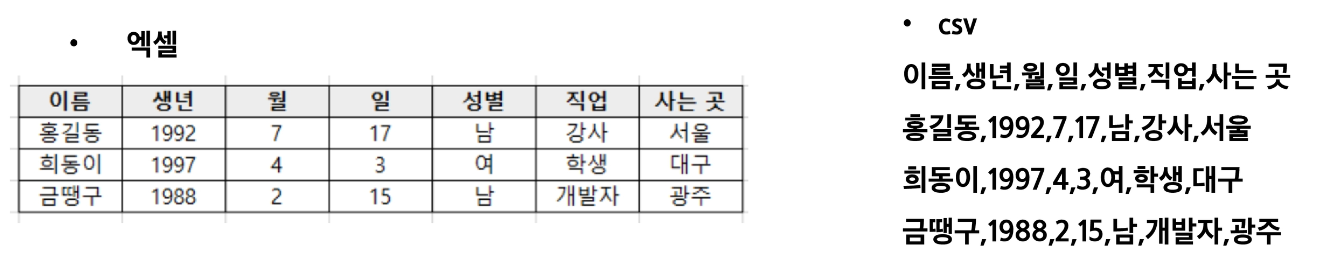 • 엑셀
이름 생년 월 일 성별 직업 사는 곳
홍길동 1992 7 17 남 강사 서울
희동이 1997 4 3 여 학생 대구
금땡구 1988 2 15 남 개발자 광주
• csv
이름,생년,월,일,성별,직업,사는 곳
홍길동,1992,7,17,남,강사,서울
희동이,1997,4,3,여,학생,대구
금땡구,1988,2,15,남,개발자,광주